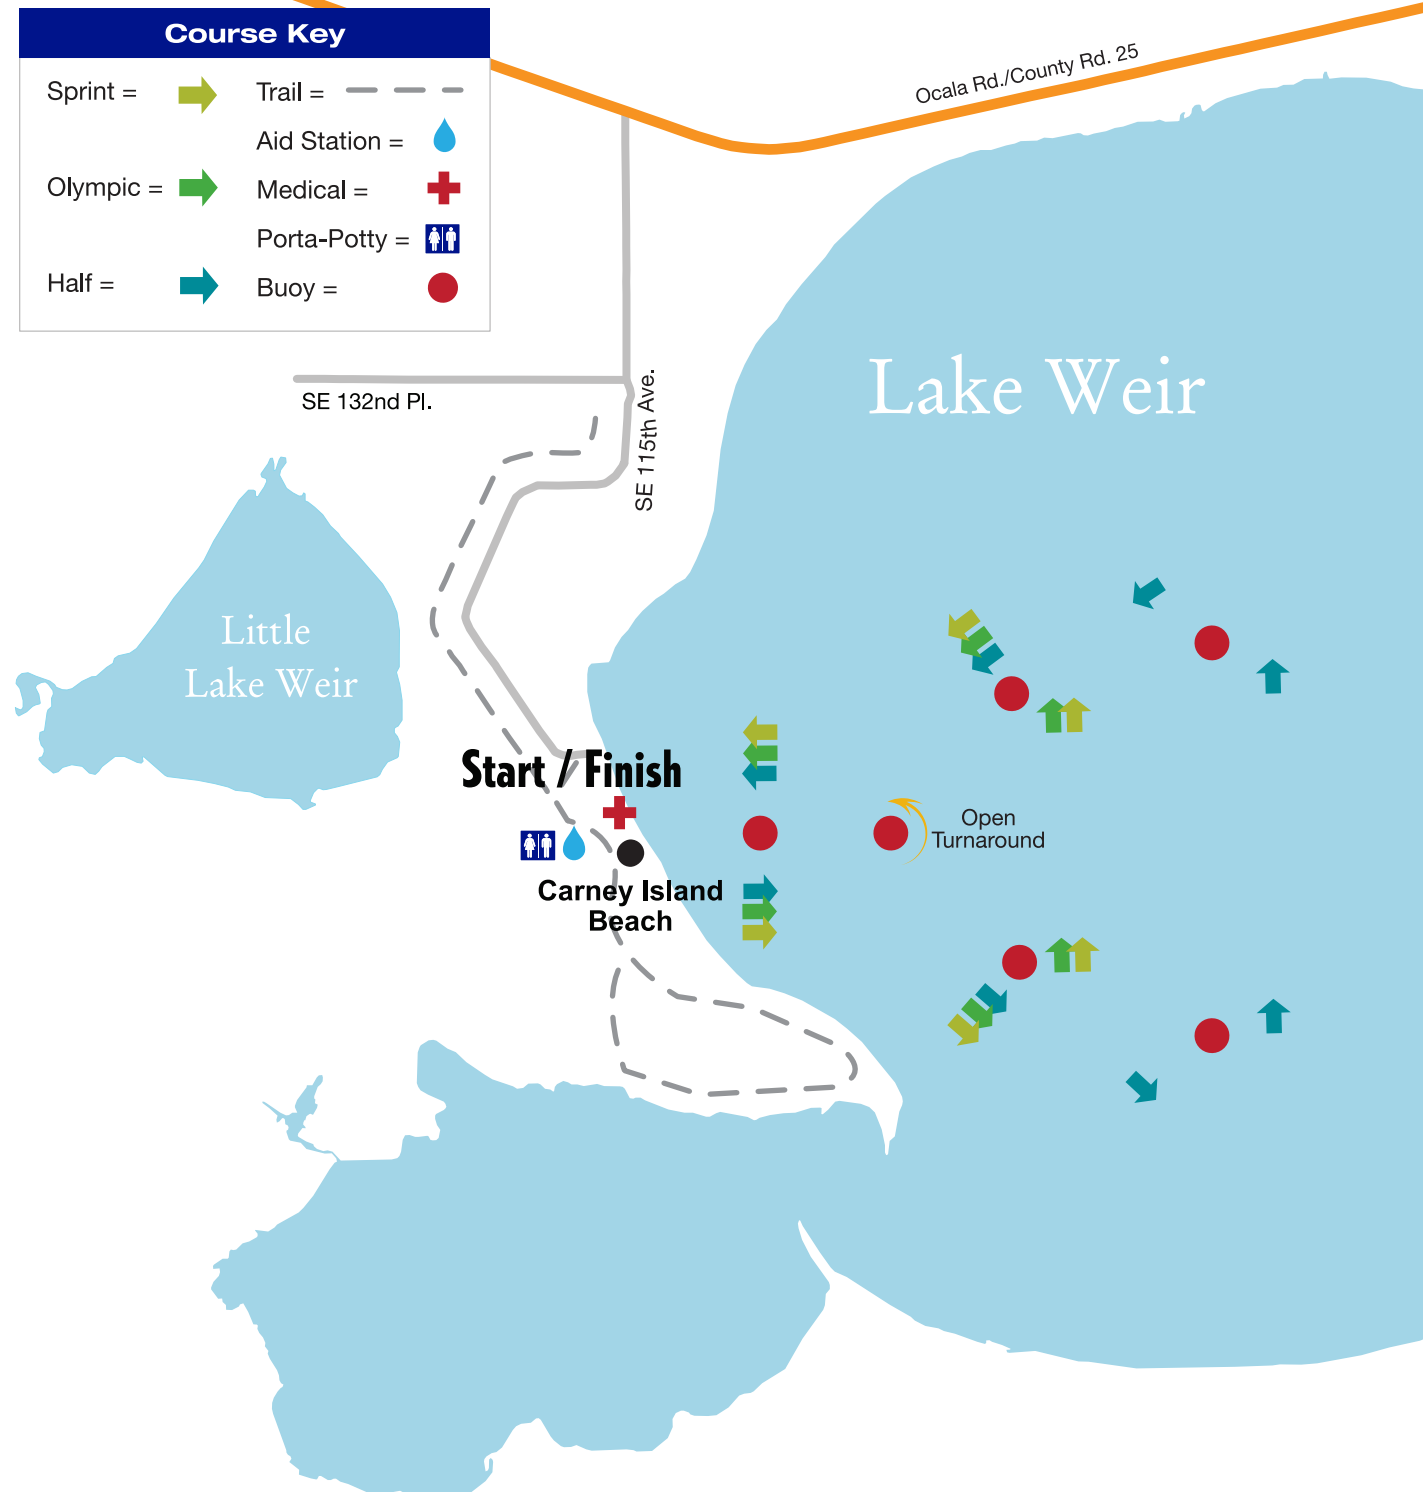 Course Key
Sprint =
Trail =
Aid Station =
Olympic =
Medical =
Porta-Potty =
Half =
Buoy =
Ocala Rd./County Rd. 25
Lake Weir
SE 132nd Pl.
SE 115th Ave.
Little
Lake Weir
Start / Finish
Open
Turnaround
Carney Island
Beach